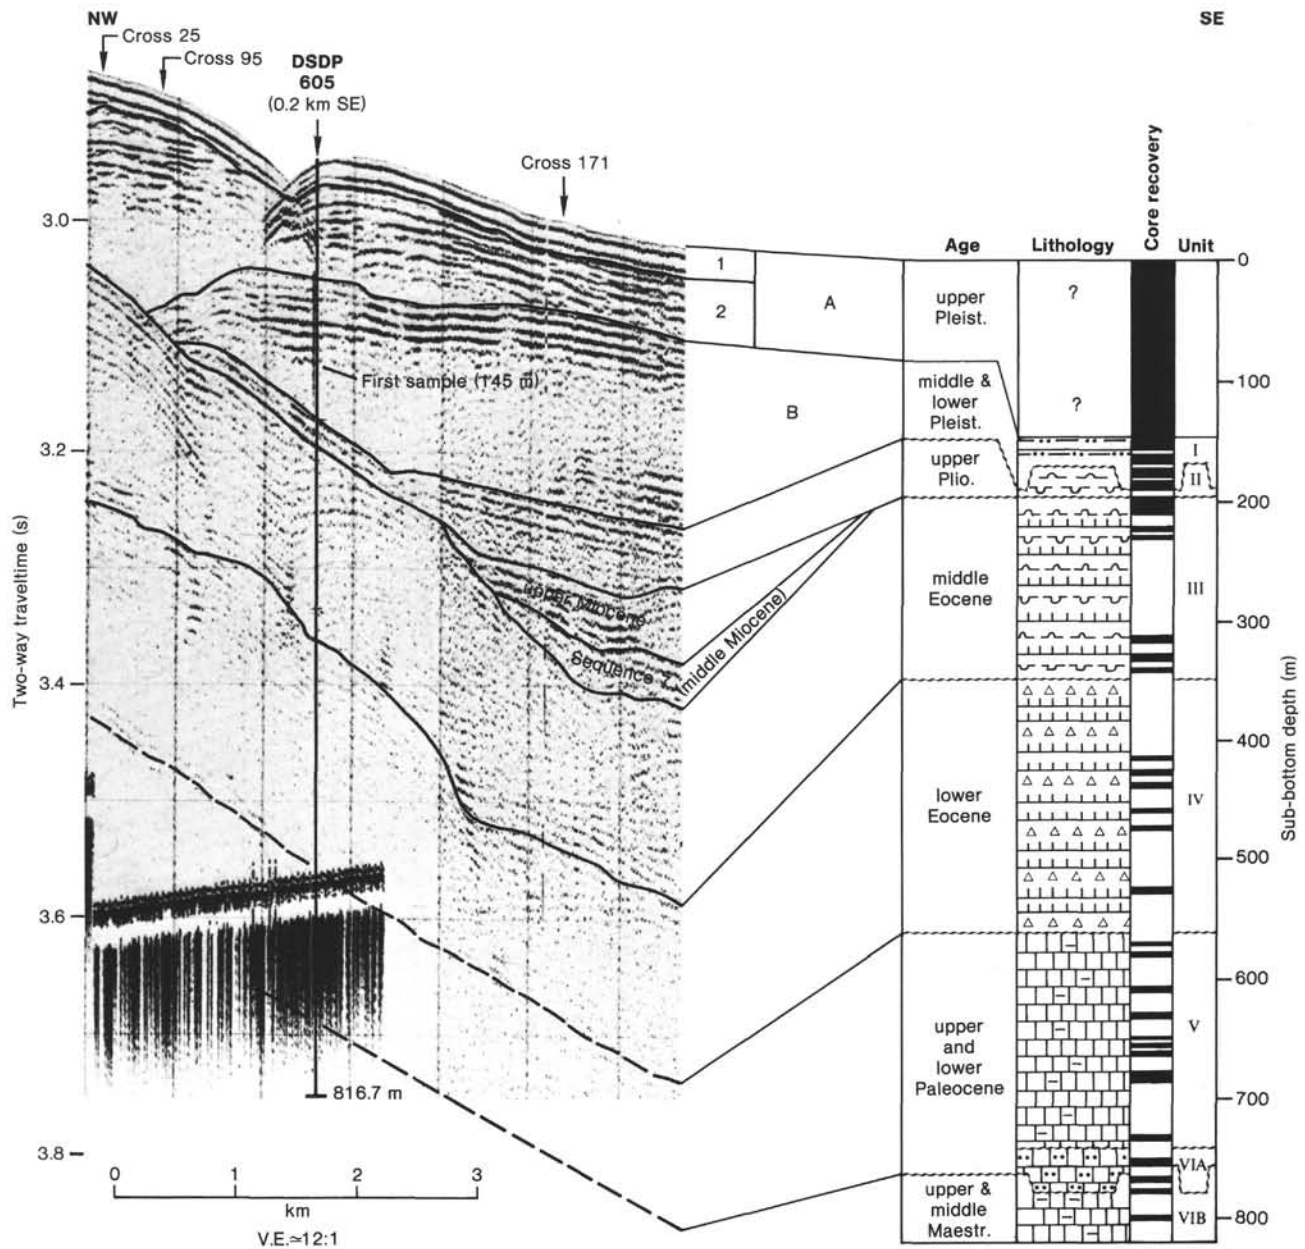 NW
SE
Cross 25
Cross 95
DSDP
605
(0.2 km SE)
Cross 171
Two-way traveltime (s)
3.0
3.2
3.4
3.6
3.8
1
2
A
B
First sample (145 m)
upper Miocene
Sequence ?
(middle Miocene)
816.7 m
0
1
2
3
km
V.E.≃12:1
Age
Lithology
Core recovery
Unit
upper
Pleist.
middle &
lower
Pleist.
upper
Plio.
middle
Eocene
lower
Eocene
upper
and
lower
Paleocene
upper &
middle
Maestr.
?
?
I
II
III
IV
V
VIA
VIB
0
100
200
300
400
500
600
700
800
Sub-bottom depth (m)